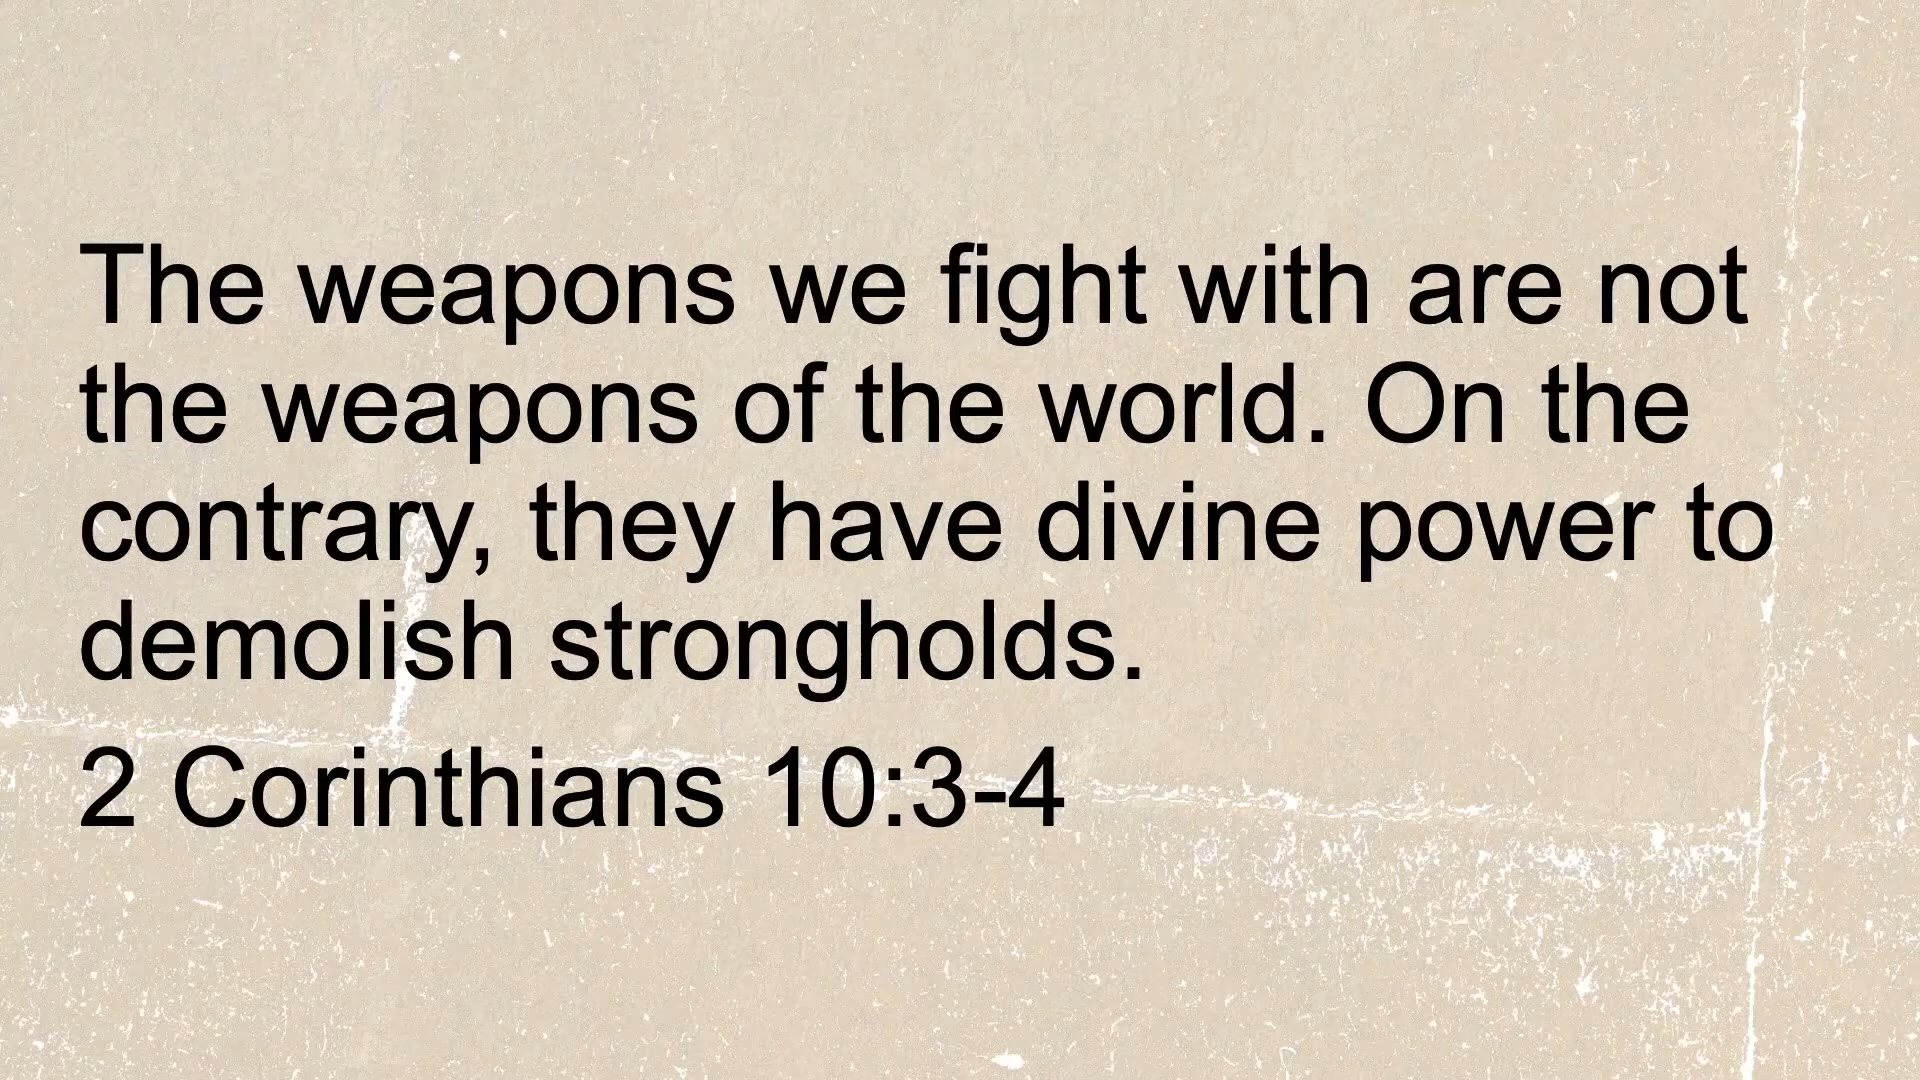 The weapons we fight with are not
the weapons of the world. On the
contrary, they have divine power to
demolish strongholds.
2 Corinthians 10:3-4